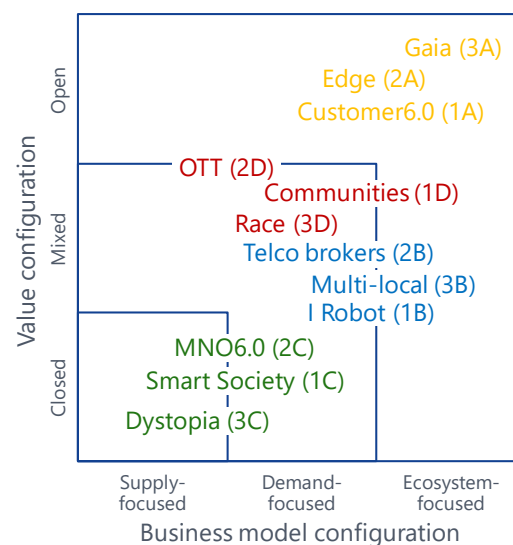 Gaia (3A)
Edge (2A)
Customer6.0 (1A)
OTT (2D)
Communities (1D)
Race (3D)
Telco brokers (2B)
Multi-local (3B)
I Robot (1B)
MNO6.0 (2C)
Smart Society (1C)
Dystopia (3C)
Value configuration
Open
Mixed
Closed
Supply-
focused
Demand-
focused
Ecosystem-
focused
Business model configuration